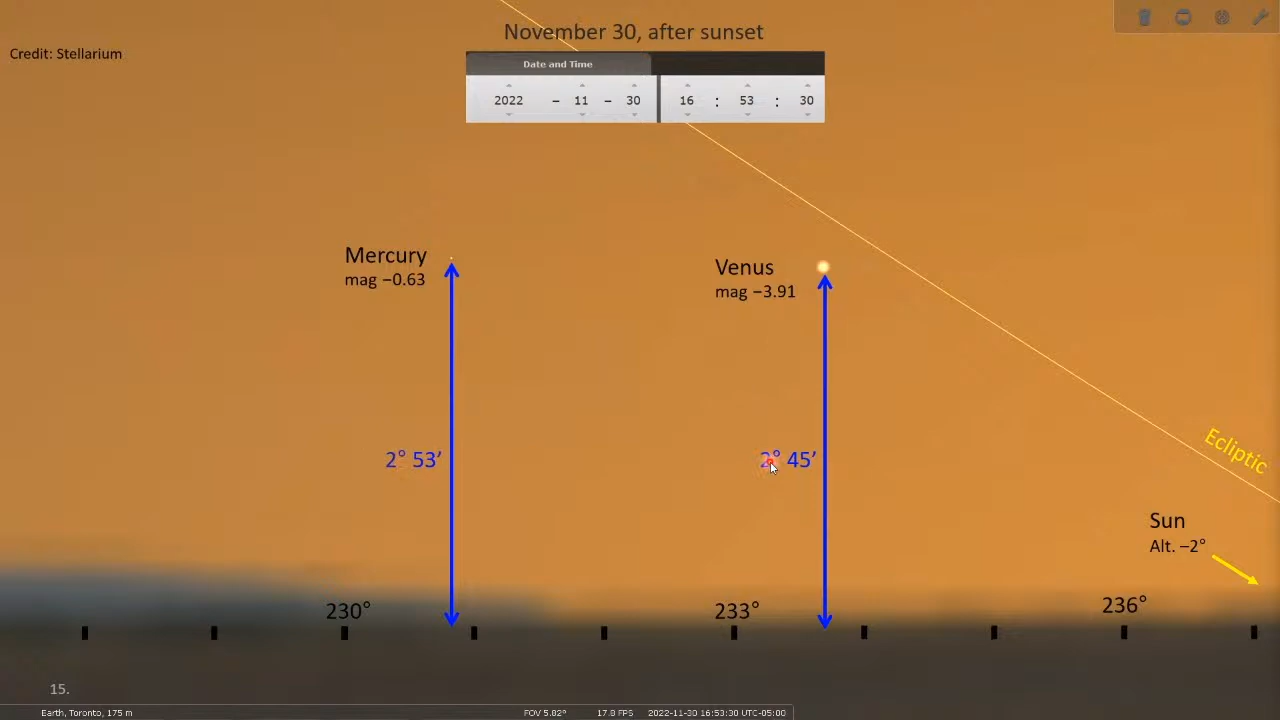 November 30, after sunset
Credit: Stellarium
Date and Time
2022 – 11 – 30 16 : 53 : 30
Mercury
mag −0.63
Venus
mag −3.91
2° 53’
2° 45’
Ecliptic
Sun
Alt. −2°
230°
233°
236°
15.
Earth, Toronto, 175 m FOV 5.82° 17.8 FPS 2022-11-30 16:53:30 UTC-05:00